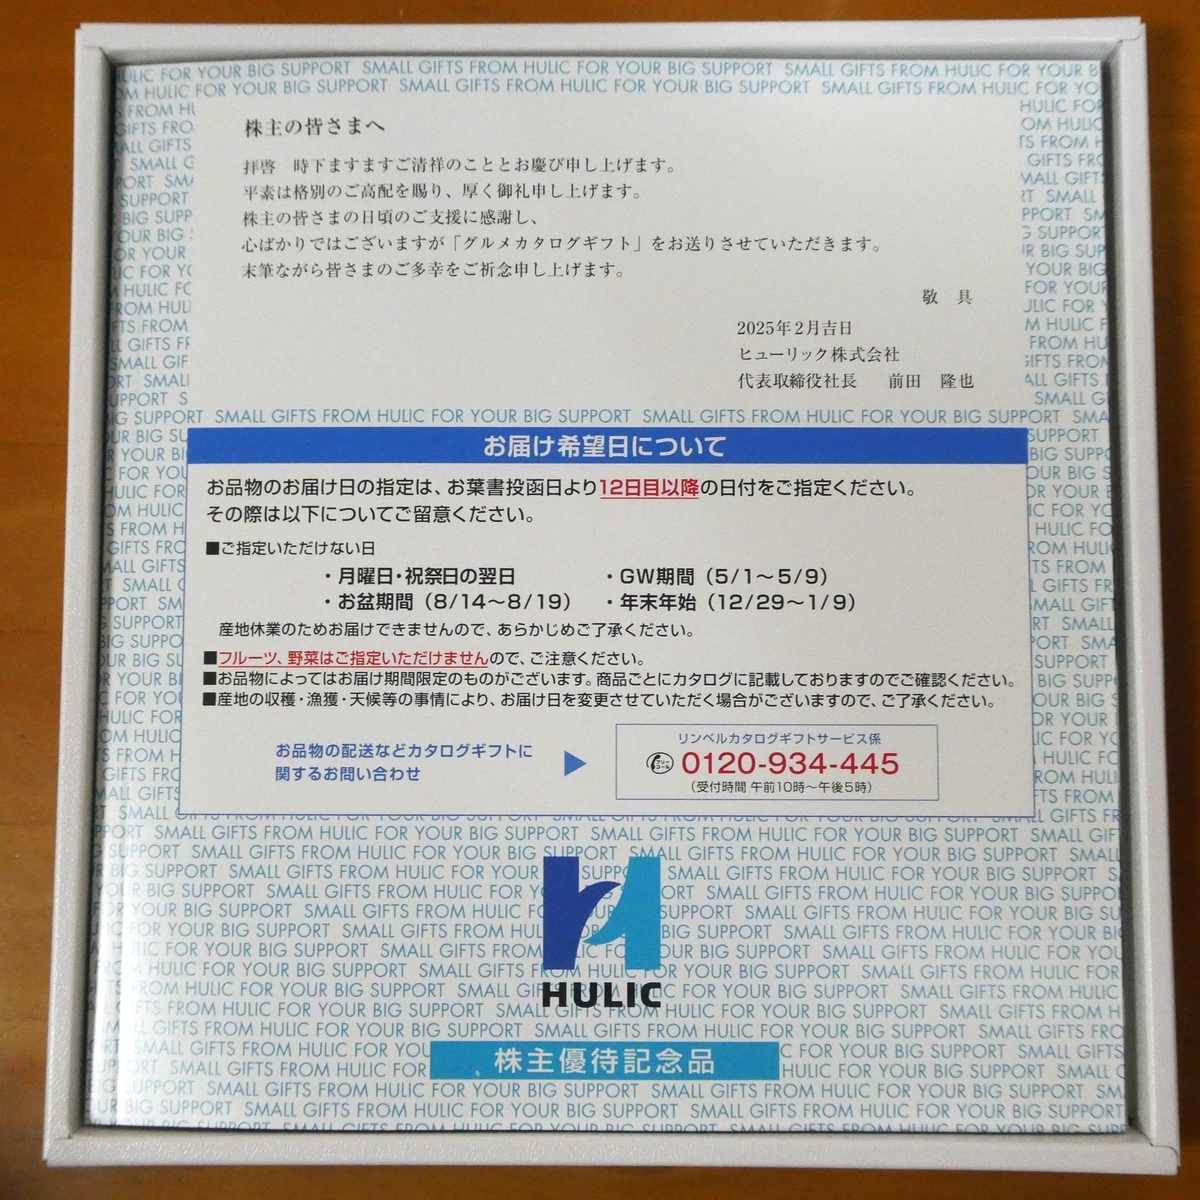 SMALL GIFTS FROM HULIC FOR YOUR BIG SUPPORT
株主の皆さまへ
拝啓　時下ますますご清祥のこととお慶び申し上げます。
平素は格別のご高配を賜り、厚く御礼申し上げます。
株主の皆さまの日頃のご支援に感謝し、
心ばかりではございますが「グルメカタログギフト」をお送りさせていただきます。
末筆ながら皆さまのご多幸をご祈念申し上げます。
敬　具
2025年2月吉日
ヒューリック株式会社
代表取締役社長　前田　隆也
SMALL GIFTS FROM HULIC FOR YOUR BIG SUPPORT
お届け希望日について
お品物のお届け日の指定は、お葉書投函日より12日目以降の日付をご指定ください。
その際は以下についてご留意ください。
■ご指定いただけない日
・月曜日・祝祭日の翌日　・GW期間（5/1～5/9）
・お盆期間（8/14～8/19）　・年末年始（12/29～1/9）
産地休業のためお届けできませんので、あらかじめご了承ください。
■フルーツ、野菜はご指定いただけませんので、ご注意ください。
■お品物によってはお届け期間限定のものがございます。商品ごとにカタログに記載しておりますのでご確認ください。
■産地の収穫・漁獲・天候等の事情により、お届け日を変更させていただく場合がございますので、ご了承ください。
お品物の配送などカタログギフトに
関するお問い合わせ
リンベルカタログギフトサービス係
フリーコール 0120-934-445
（受付時間 午前10時～午後5時）
SMALL GIFTS FROM HULIC FOR YOUR BIG SUPPORT
HULIC
株主優待記念品